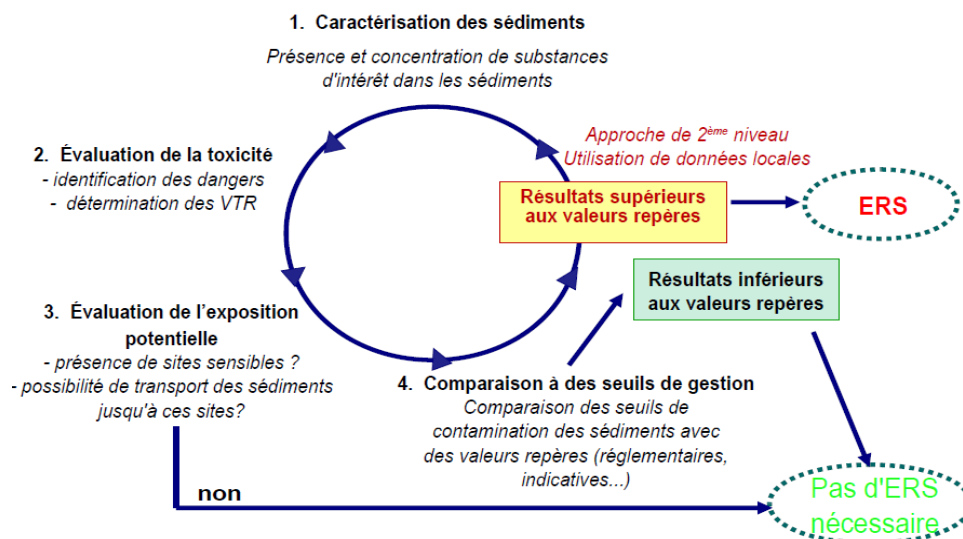 1. Caractérisation des sédiments
Présence et concentration de substances
d'intérêt dans les sédiments
Approche de 2ème niveau
Utilisation de données locales
2. Évaluation de la toxicité
- identification des dangers
- détermination des VTR
Résultats supérieurs
aux valeurs repères
ERS
Résultats inférieurs
aux valeurs repères
3. Évaluation de l'exposition
potentielle
- présence de sites sensibles ?
- possibilité de transport des sédiments
jusqu'à ces sites?
4. Comparaison à des seuils de gestion
Comparaison des seuils de
contamination des sédiments avec
des valeurs repères (réglementaires,
indicatives...)
non
Pas d'ERS
nécessaire